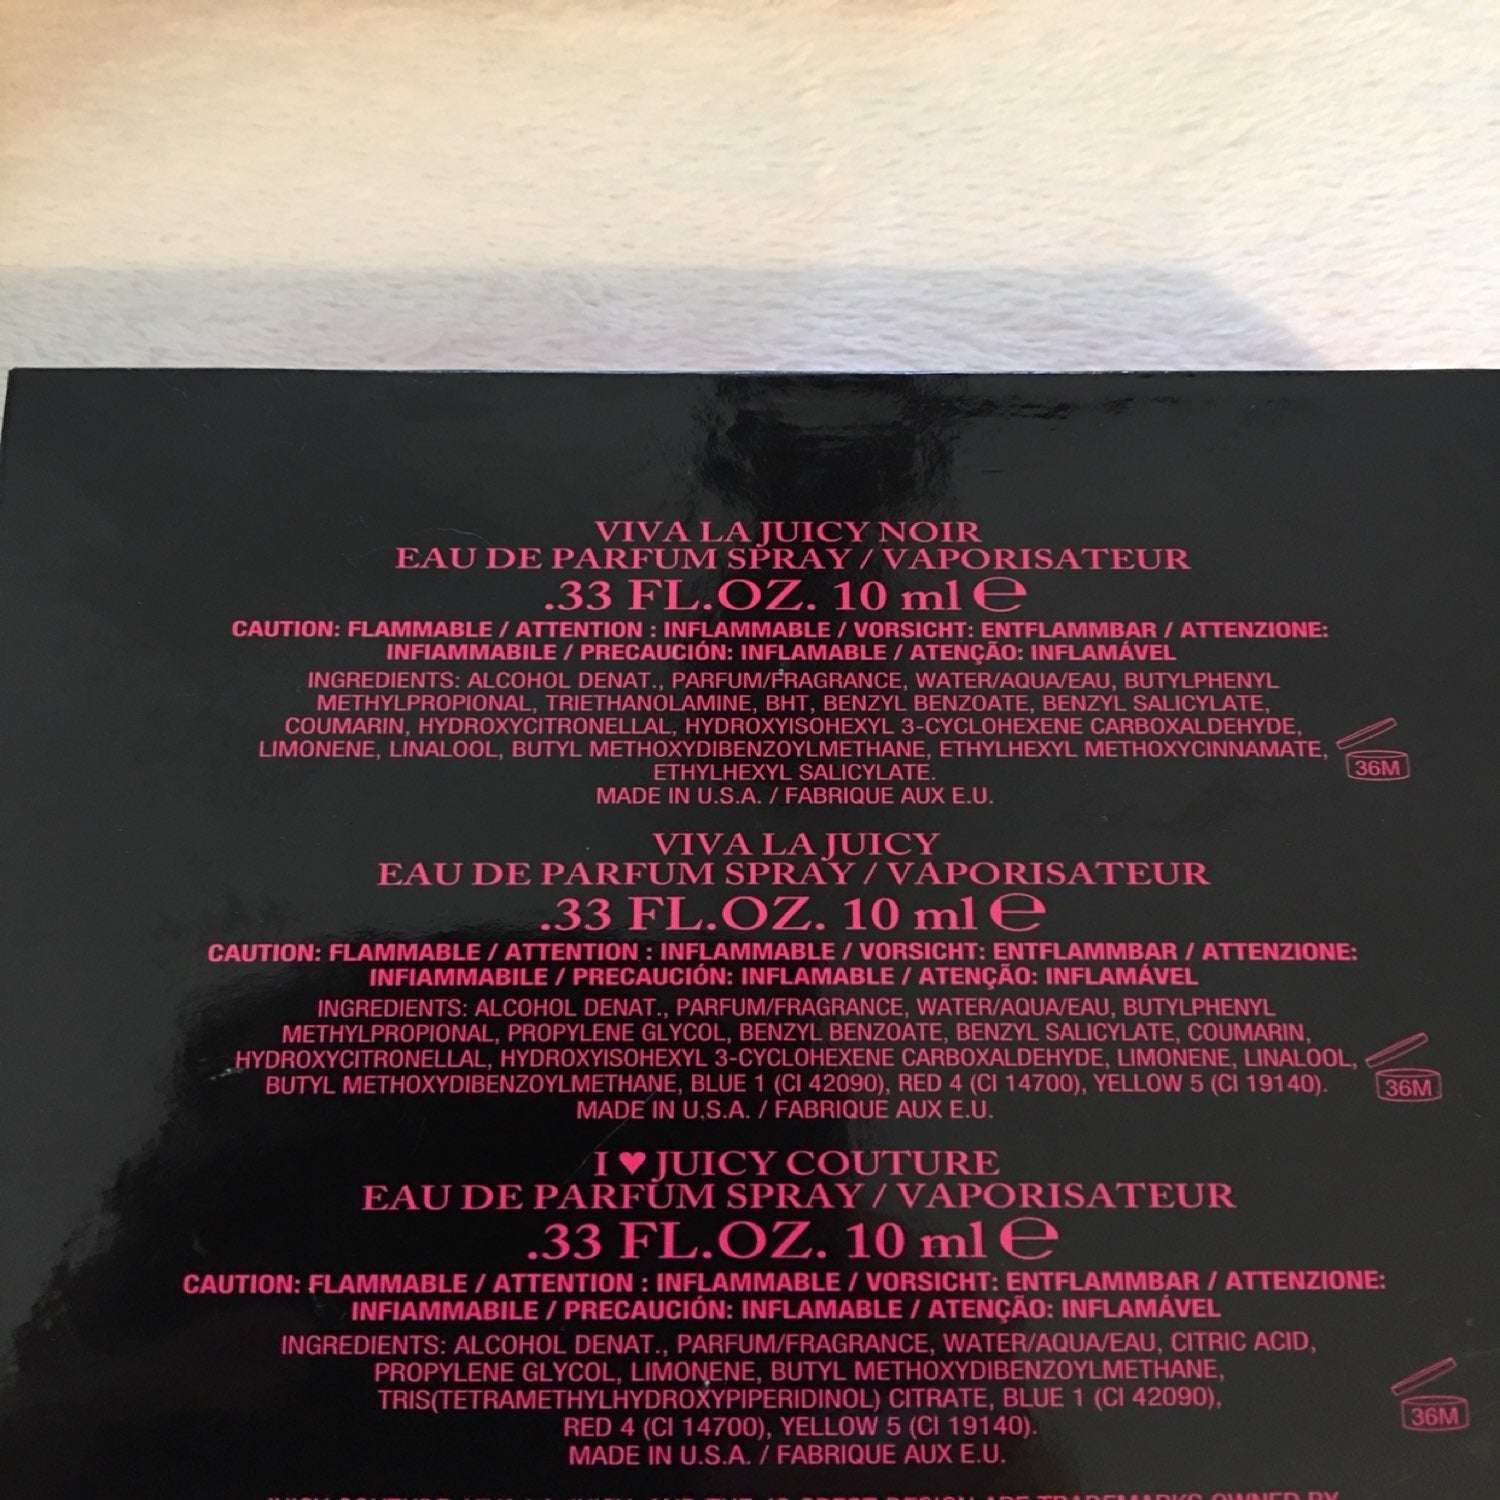 VIVA LA JUICY NOIR
EAU DE PARFUM SPRAY / VAPORISATEUR
.33 FL.OZ. 10 ml ℮
CAUTION: FLAMMABLE / ATTENTION : INFLAMMABLE / VORSICHT: ENTFLAMMBAR / ATTENZIONE:
INFIAMMABILE / PRECAUCIÓN: INFLAMABLE / ATENÇÃO: INFLAMÁVEL
INGREDIENTS: ALCOHOL DENAT., PARFUM/FRAGRANCE, WATER/AQUA/EAU, BUTYLPHENYL
METHYLPROPIONAL, TRIETHANOLAMINE, BHT, BENZYL BENZOATE, BENZYL SALICYLATE,
COUMARIN, HYDROXYCITRONELLAL, HYDROXYISOHEXYL 3-CYCLOHEXENE CARBOXALDEHYDE,
LIMONENE, LINALOOL, BUTYL METHOXYDIBENZOYLMETHANE, ETHYLHEXYL METHOXYCINNAMATE,
ETHYLHEXYL SALICYLATE.
36M
MADE IN U.S.A. / FABRIQUE AUX E.U.
VIVA LA JUICY
EAU DE PARFUM SPRAY / VAPORISATEUR
.33 FL.OZ. 10 ml ℮
CAUTION: FLAMMABLE / ATTENTION : INFLAMMABLE / VORSICHT: ENTFLAMMBAR / ATTENZIONE:
INFIAMMABILE / PRECAUCIÓN: INFLAMABLE / ATENÇÃO: INFLAMÁVEL
INGREDIENTS: ALCOHOL DENAT., PARFUM/FRAGRANCE, WATER/AQUA/EAU, BUTYLPHENYL
METHYLPROPIONAL, PROPYLENE GLYCOL, BENZYL BENZOATE, BENZYL SALICYLATE, COUMARIN,
HYDROXYCITRONELLAL, HYDROXYISOHEXYL 3-CYCLOHEXENE CARBOXALDEHYDE, LIMONENE, LINALOOL,
BUTYL METHOXYDIBENZOYLMETHANE, BLUE 1 (CI 42090), RED 4 (CI 14700), YELLOW 5 (CI 19140).
36M
MADE IN U.S.A. / FABRIQUE AUX E.U.
I ♥ JUICY COUTURE
EAU DE PARFUM SPRAY / VAPORISATEUR
.33 FL.OZ. 10 ml ℮
CAUTION: FLAMMABLE / ATTENTION : INFLAMMABLE / VORSICHT: ENTFLAMMBAR / ATTENZIONE:
INFIAMMABILE / PRECAUCIÓN: INFLAMABLE / ATENÇÃO: INFLAMÁVEL
INGREDIENTS: ALCOHOL DENAT., PARFUM/FRAGRANCE, WATER/AQUA/EAU, CITRIC ACID,
PROPYLENE GLYCOL, LIMONENE, BUTYL METHOXYDIBENZOYLMETHANE,
TRIS(TETRAMETHYLHYDROXYPIPERIDINOL) CITRATE, BLUE 1 (CI 42090),
36M
RED 4 (CI 14700), YELLOW 5 (CI 19140).
MADE IN U.S.A. / FABRIQUE AUX E.U.